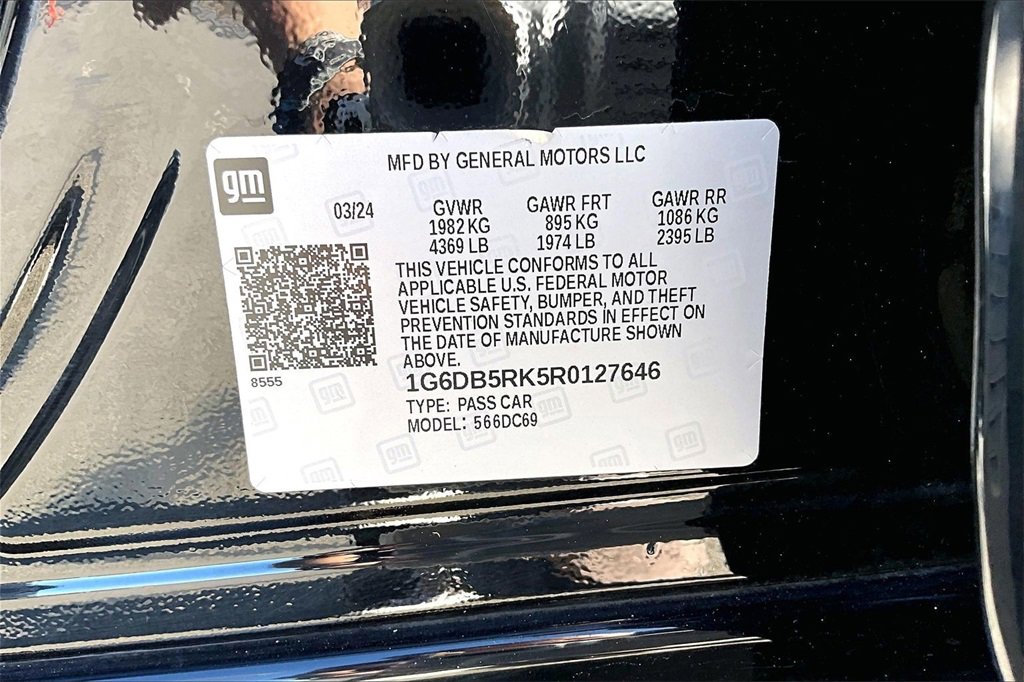 gm
MFD BY GENERAL MOTORS LLC
03/24
GVWR
1982 KG
4369 LB
GAWR FRT
895 KG
1974 LB
GAWR RR
1086 KG
2395 LB
THIS VEHICLE CONFORMS TO ALL
APPLICABLE U.S. FEDERAL MOTOR
VEHICLE SAFETY, BUMPER, AND THEFT
PREVENTION STANDARDS IN EFFECT ON
THE DATE OF MANUFACTURE SHOWN
ABOVE.
8555
1G6DB5RK5R0127646
TYPE: PASS CAR
MODEL: 566DC69